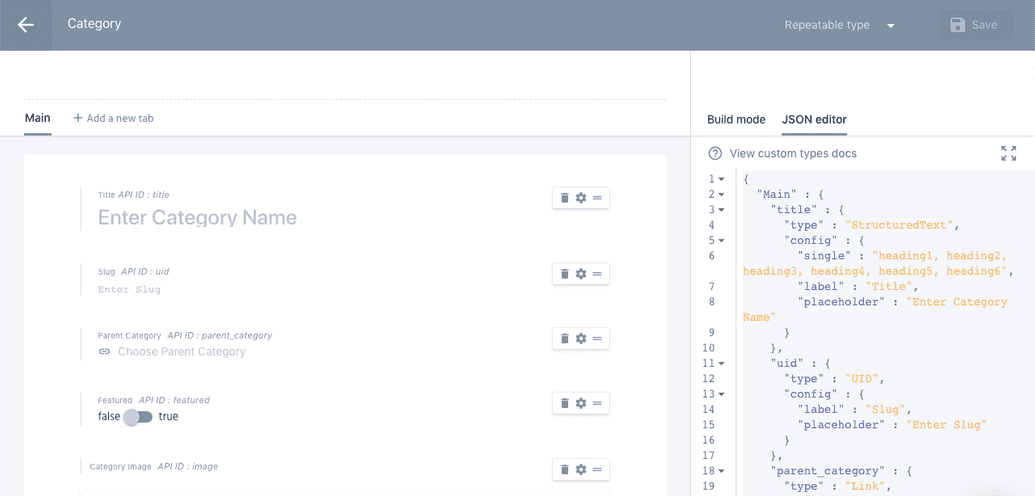 Category
Repeatable type
Save
Main
+ Add a new tab
Build mode
JSON editor
View custom types docs
Title API ID : title
Enter Category Name
Slug API ID : uid
Enter Slug
Parent Category API ID : parent_category
Choose Parent Category
Featured API ID : featured
false true
Category Image API ID : image
1 {
2 "Main" : {
3 "title" : {
4 "type" : "StructuredText",
5 "config" : {
6 "single" : "heading1, heading2,
heading3, heading4, heading5, heading6",
7 "label" : "Title",
8 "placeholder" : "Enter Category
Name"
9 }
10 },
11 "uid" : {
12 "type" : "UID",
13 "config" : {
14 "label" : "Slug",
15 "placeholder" : "Enter Slug"
16 }
17 },
18 "parent_category" : {
19 "type" : "Link",